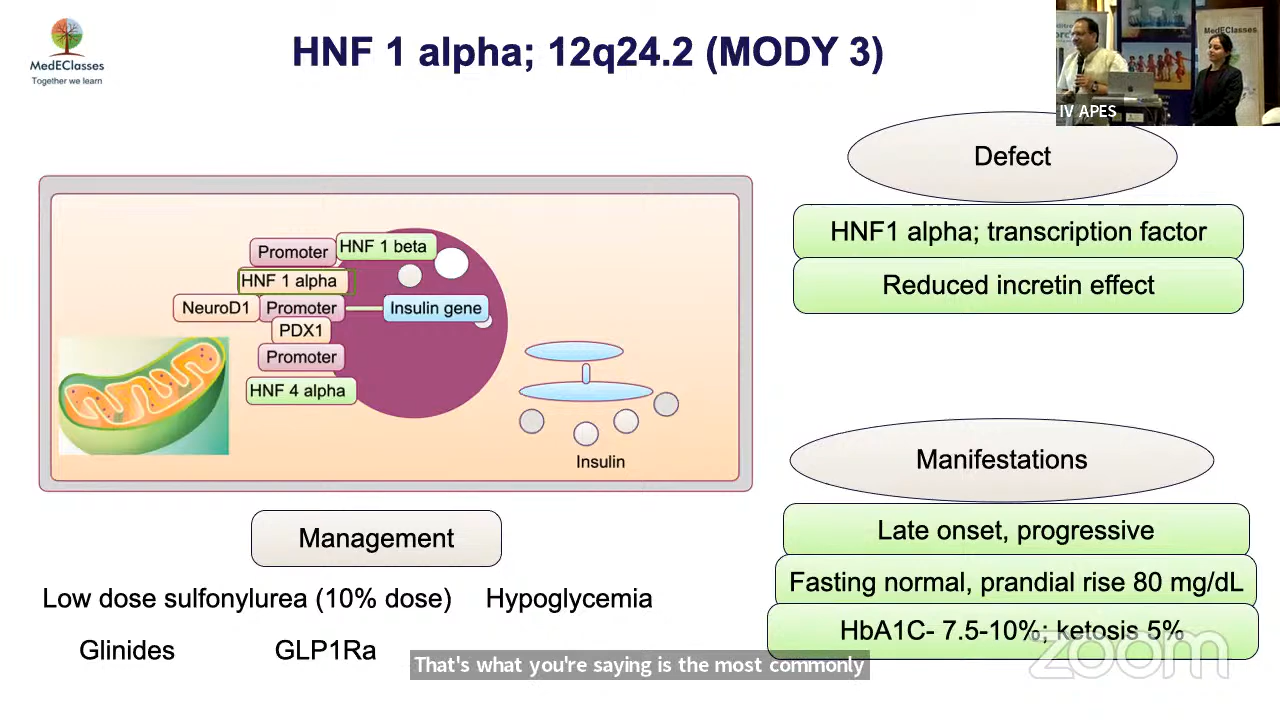 MedEClasses
Together we learn
HNF 1 alpha; 12q24.2 (MODY 3)
MedEClasses
IV APES
Defect
HNF1 alpha; transcription factor
Reduced incretin effect
Promoter
HNF 1 beta
HNF 1 alpha
NeuroD1
Promoter
Insulin gene
PDX1
Promoter
HNF 4 alpha
Insulin
Manifestations
Late onset, progressive
Fasting normal, prandial rise 80 mg/dL
HbA1C- 7.5-10%; ketosis 5%
Management
Low dose sulfonylurea (10% dose)
Hypoglycemia
Glinides
GLP1Ra
That's what you're saying is the most commonly
zoom